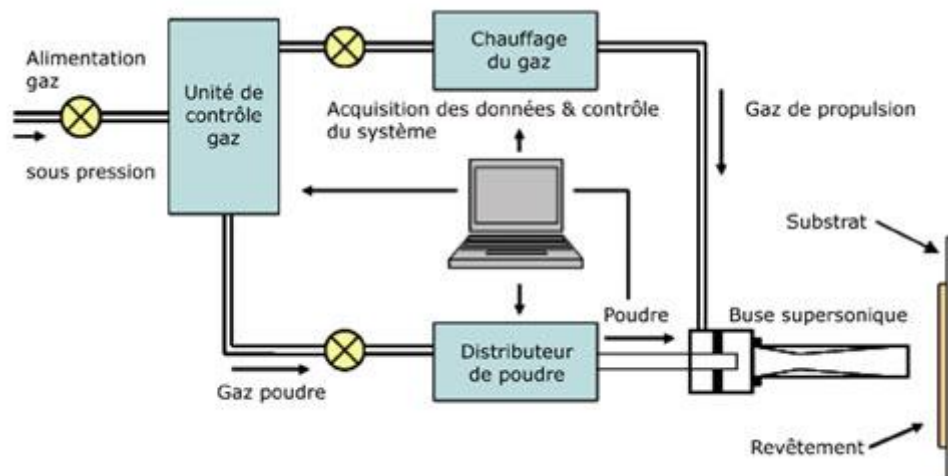 Alimentation
gaz
sous pression
Unité de
contrôle
gaz
Chauffage
du gaz
Acquisition des données & contrôle
du système
Gaz de propulsion
Substrat
Poudre
Buse supersonique
Distributeur
de poudre
Gaz poudre
Revêtement